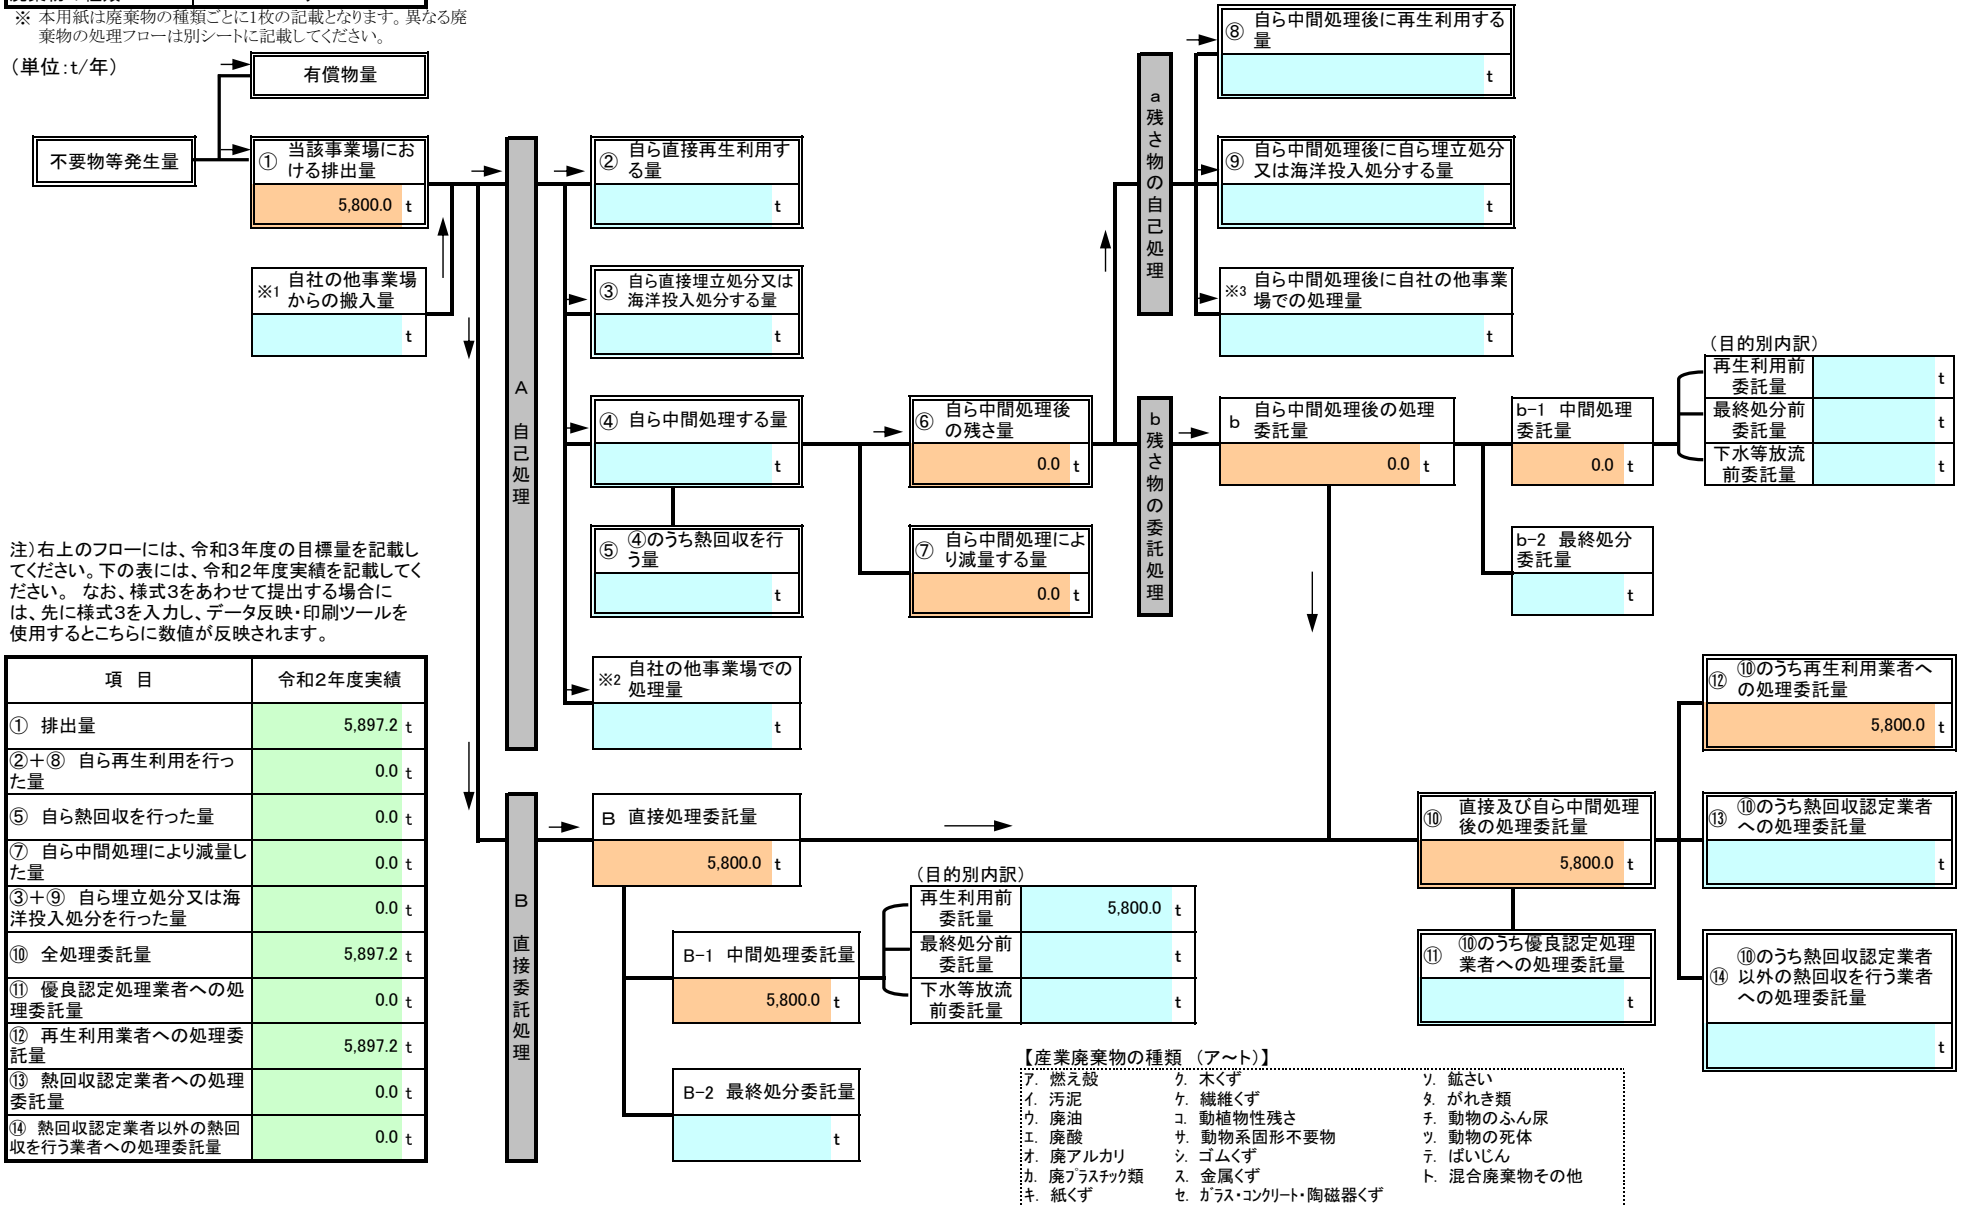 ※ 本用紙は廃棄物の種類ごとに1枚の記載となります。異なる廃
棄物の処理フローは別シートに記載してください。
（単位:t/年）
有償物量
不要物等発生量
① 当該事業場にお
ける排出量
5,800.0 t
※1 自社の他事業場
からの搬入量
t
A 自己処理
② 自ら直接再生利用す
る量
t
③ 自ら直接埋立処分又は
海洋投入処分する量
t
④ 自ら中間処理する量
t
⑤ ④のうち熱回収を行
う量
t
※2 自社の他事業場での
処理量
t
⑥ 自ら中間処理後
の残さ量
0.0 t
⑦ 自ら中間処理によ
り減量する量
0.0 t
a 残さ物の自己処理
⑧ 自ら中間処理後に再生利用する
量
t
⑨ 自ら中間処理後に自ら埋立処分
又は海洋投入処分する量
t
※3 自ら中間処理後に自社の他事業
場での処理量
t
b 残さ物の委託処理
b 自ら中間処理後の処理
委託量
0.0 t
b-1 中間処理
委託量
0.0 t
b-2 最終処分
委託量
t
（目的別内訳）
再生利用前
委託量
t
最終処分前
委託量
t
下水等放流
前委託量
t
注)右上のフローには、令和3年度の目標量を記載し
てください。下の表には、令和2年度実績を記載してく
ださい。 なお、様式3をあわせて提出する場合に
は、先に様式3を入力し、データ反映・印刷ツールを
使用するとこちらに数値が反映されます。
項 目 令和2年度実績
① 排出量 5,897.2 t
②＋⑧ 自ら再生利用を行っ
た量 0.0 t
⑤ 自ら熱回収を行った量 0.0 t
⑦ 自ら中間処理により減量し
た量 0.0 t
③＋⑨ 自ら埋立処分又は海
洋投入処分を行った量 0.0 t
⑩ 全処理委託量 5,897.2 t
⑪ 優良認定処理業者への処
理委託量 0.0 t
⑫ 再生利用業者への処理委
託量 5,897.2 t
⑬ 熱回収認定業者への処理
委託量 0.0 t
⑭ 熱回収認定業者以外の熱回
収を行う業者への処理委託量 0.0 t
B 直接委託処理
B 直接処理委託量
5,800.0 t
B-1 中間処理委託量
5,800.0 t
B-2 最終処分委託量
t
（目的別内訳）
再生利用前
委託量
5,800.0 t
最終処分前
委託量
t
下水等放流
前委託量
t
⑩ 直接及び自ら中間処理
後の処理委託量
5,800.0 t
⑪ ⑩のうち優良認定処理
業者への処理委託量
t
⑫ ⑩のうち再生利用業者へ
の処理委託量
5,800.0 t
⑬ ⑩のうち熱回収認定業者
への処理委託量
t
⑭ ⑩のうち熱回収認定業者
以外の熱回収を行う業者
への処理委託量
t
【産業廃棄物の種類 （ア～ト）】
ア. 燃え殻 ク. 木くず ソ. 鉱さい
イ. 汚泥 ケ. 繊維くず タ. がれき類
ウ. 廃油 コ. 動植物性残さ チ. 動物のふん尿
エ. 廃酸 サ. 動物系固形不要物 ツ. 動物の死体
オ. 廃アルカリ シ. ゴムくず テ. ばいじん
カ. 廃プラスチック類 ス. 金属くず ト. 混合廃棄物その他
キ. 紙くず セ. ガラス・コンクリート・陶磁器くず